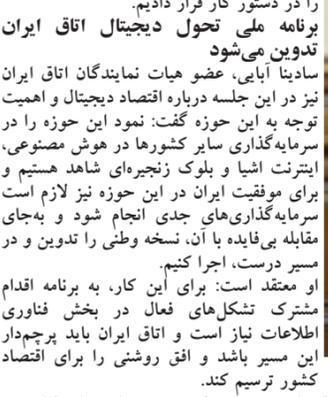 را در دستور کار قرار دادیم.
برنامه ملی تحول دیجیتال اتاق ایران
تدوین می‌شود
سادینا آبایی، عضو هیات نمایندگان اتاق ایران
نیز در این جلسه درباره اقتصاد دیجیتال و اهمیت
توجه به این حوزه گفت: نمود این حوزه را در
سرمایه‌گذاری سایر کشورها در هوش مصنوعی،
اینترنت اشیا و بلوک زنجیره‌ای شاهد هستیم و
برای موفقیت ایران در این حوزه نیز لازم است
سرمایه‌گذاری‌های جدی انجام شود و به‌جای
مقابله بی‌فایده با آن، نسخه وطنی را تدوین و در
مسیر درست، اجرا کنیم.
او معتقد است: برای این کار، به برنامه اقدام
مشترک تشکل‌های فعال در بخش فناوری
اطلاعات نیاز است و اتاق ایران باید پرچم‌دار
این مسیر باشد و افق روشنی را برای اقتصاد
کشور ترسیم کند.